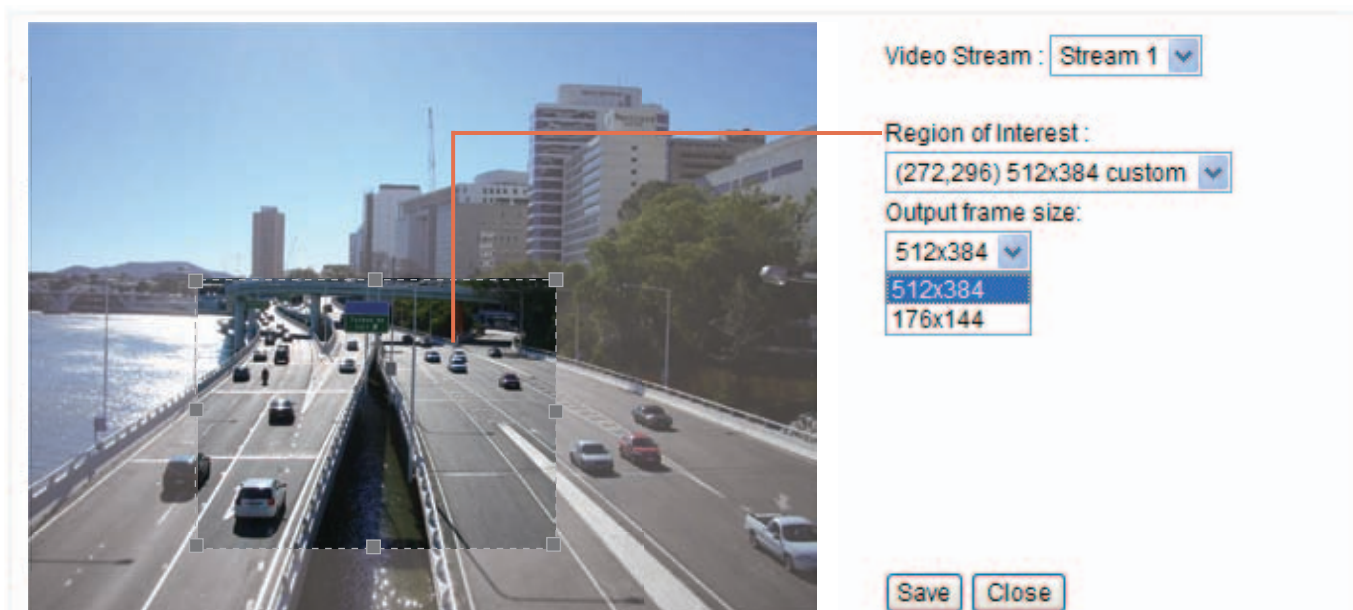 Video Stream : Stream 1
Region of Interest :
(272,296) 512x384 custom
Output frame size:
512x384
512x384
176x144
Save Close